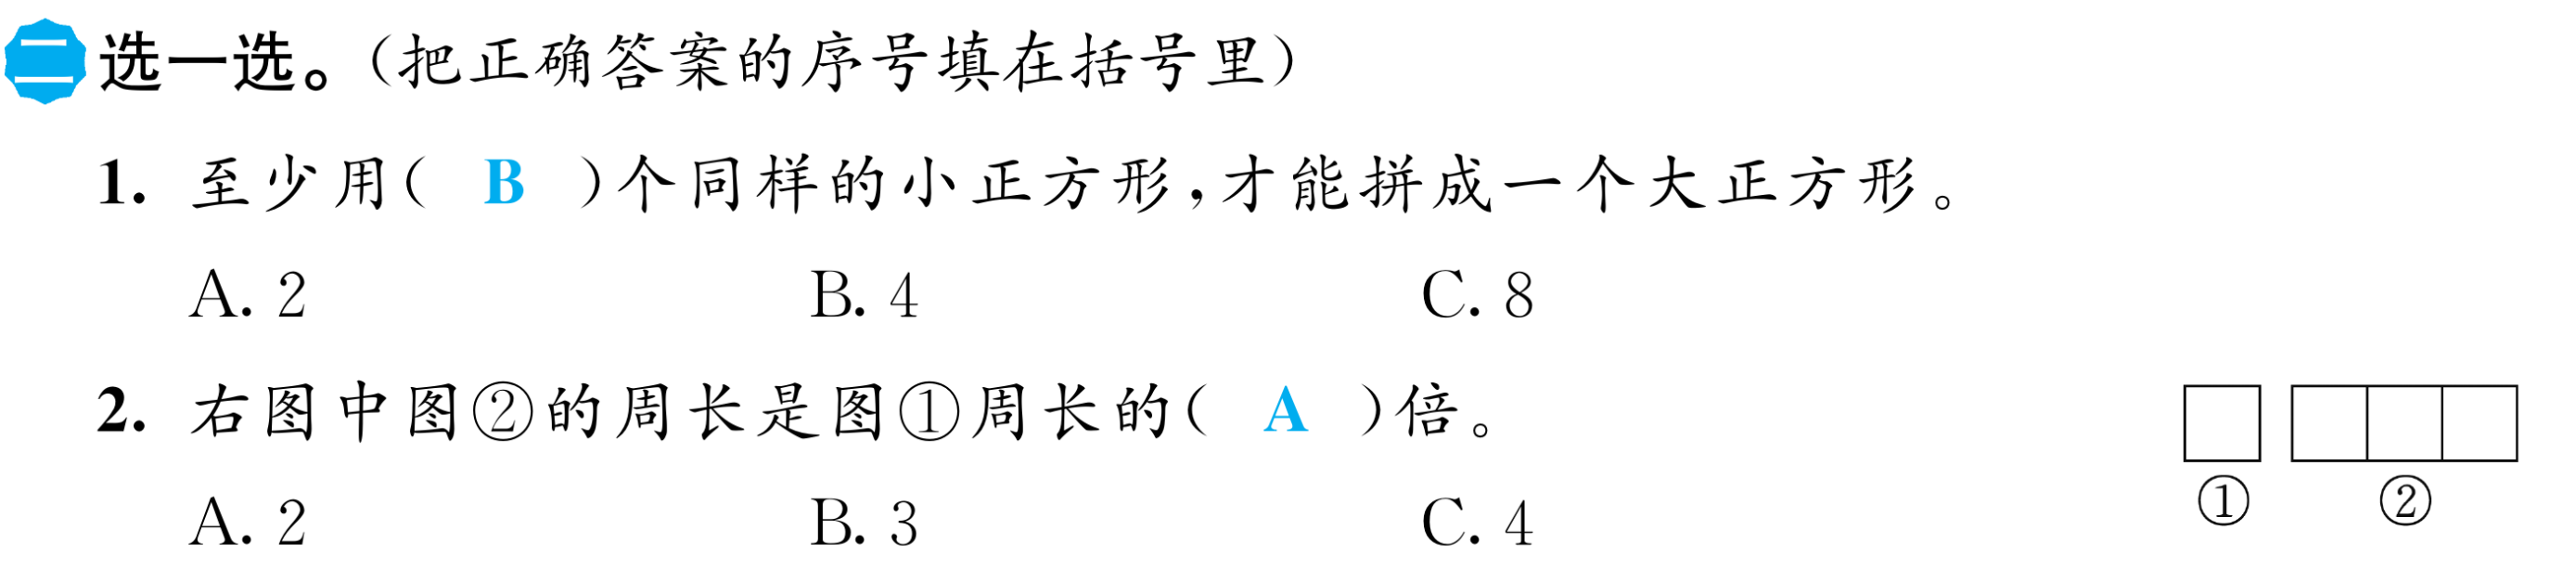 二 选一选。(把正确答案的序号填在括号里)
1. 至少用( B )个同样的小正方形,才能拼成一个大正方形。
A. 2 B. 4 C. 8
2. 右图中图②的周长是图①周长的( A )倍。
A. 2 B. 3 C. 4
① ②